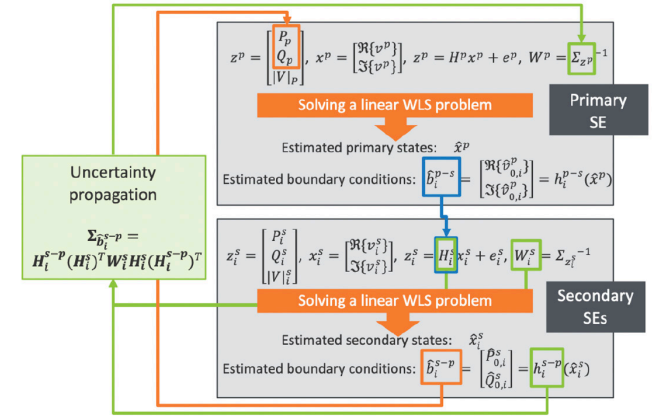 z^p = [P_p Q_p |V|_p], x^p = [ℜ{v^p} ℑ{v^p}], z^p = H^p x^p + e^p, W^p = Σ_{z^p}^{-1}
Solving a linear WLS problem
Primary
SE
Estimated primary states: x̂^p
Estimated boundary conditions: b̂_i^{p-s} = [ℜ{v̂_{0,i}^p} ℑ{v̂_{0,i}^p}] = h_i^{p-s}(x̂^p)
Uncertainty
propagation
Σ_{b̂_i^{s-p}} =
H_i^{s-p}(H_i^s)^T W_i^s H_i^s(H_i^{s-p})^T
z_i^s = [P_i^s Q_i^s |V|_i^s], x_i^s = [ℜ{v_i^s} ℑ{v_i^s}], z_i^s = H_i^s x_i^s + e_i^s, W_i^s = Σ_{z_i^s}^{-1}
Solving a linear WLS problem
Secondary
SEs
Estimated secondary states: x̂_i^s
Estimated boundary conditions: b̂_i^{s-p} = [P̂_{0,i}^s Q̂_{0,i}^s] = h_i^{s-p}(x̂_i^s)